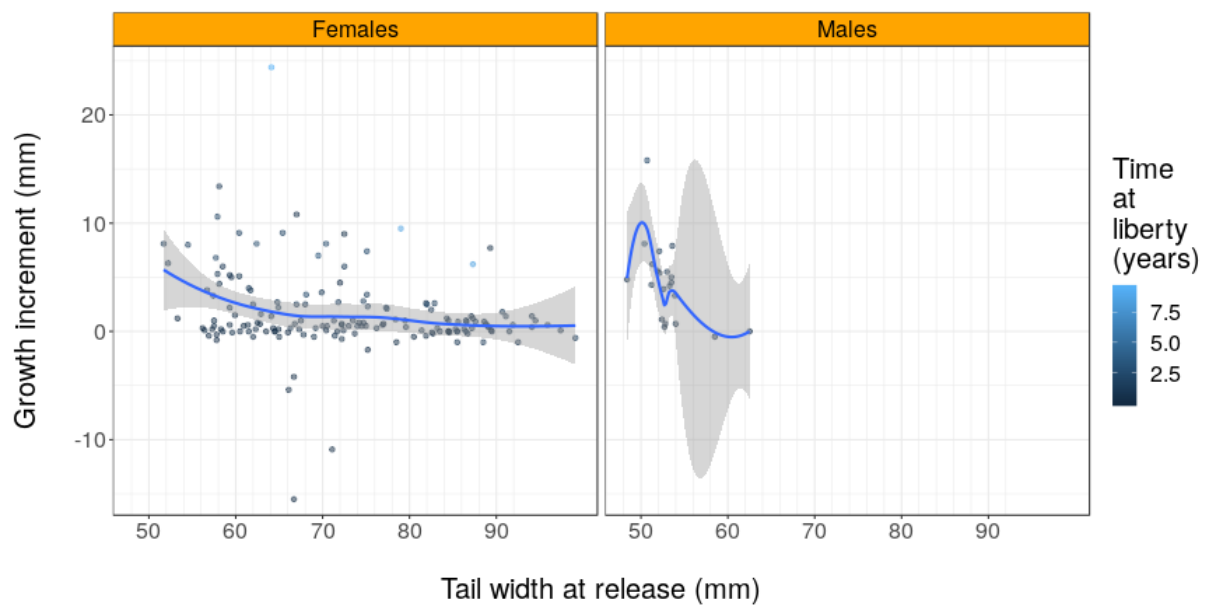 Females
Males
Growth increment (mm)
20
10
0
-10
50 60 70 80 90
50 60 70 80 90
Tail width at release (mm)
Time
at
liberty
(years)
7.5
5.0
2.5